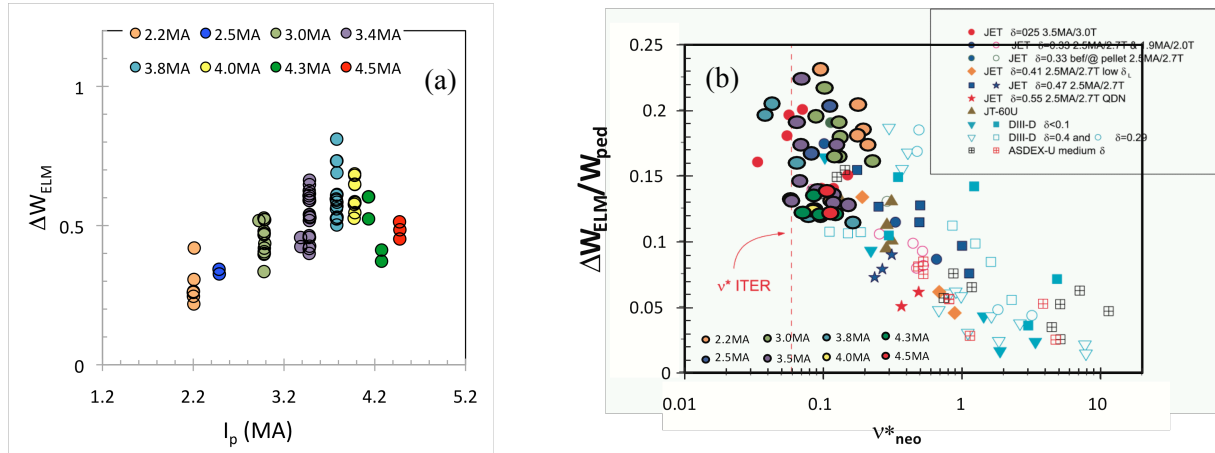 2.2MA 2.5MA 3.0MA 3.4MA
3.8MA 4.0MA 4.3MA 4.5MA
(a)
1
0.5
0
ΔW_ELM
1.2 2.2 3.2 4.2 5.2
I_p (MA)
JET δ=025 3.5MA/3.0T
JET δ=0.33 2.5MA/2.7T & 1.9MA/2.0T
JET δ=0.33 bef/@ pellet 2.5MA/2.7T
JET δ=0.41 2.5MA/2.7T low δ_L
JET δ=0.47 2.5MA/2.7T
JET δ=0.55 2.5MA/2.7T QDN
JT-60U
DIII-D δ<0.1
DIII-D δ=0.4 and δ=0.29
ASDEX-U medium δ
(b)
0.25
0.2
0.15
0.1
0.05
0
ΔW_ELM/W_ped
ν* ITER
2.2MA 3.0MA 3.8MA 4.3MA
2.5MA 3.5MA 4.0MA 4.5MA
0.01 0.1 1 10
ν*_neo